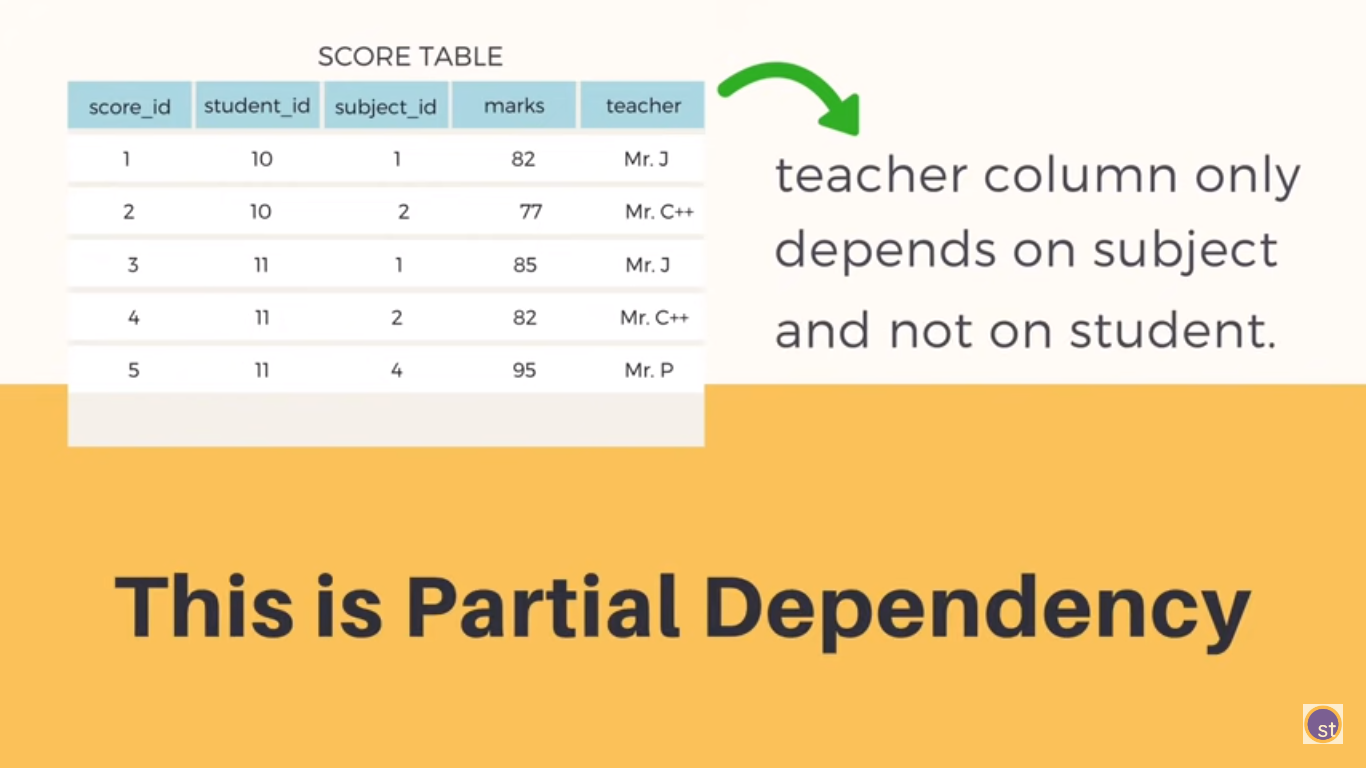 SCORE TABLE
score_id student_id subject_id marks teacher
1 10 1 82 Mr. J
2 10 2 77 Mr. C++
3 11 1 85 Mr. J
4 11 2 82 Mr. C++
5 11 4 95 Mr. P
teacher column only
depends on subject
and not on student.
This is Partial Dependency
st